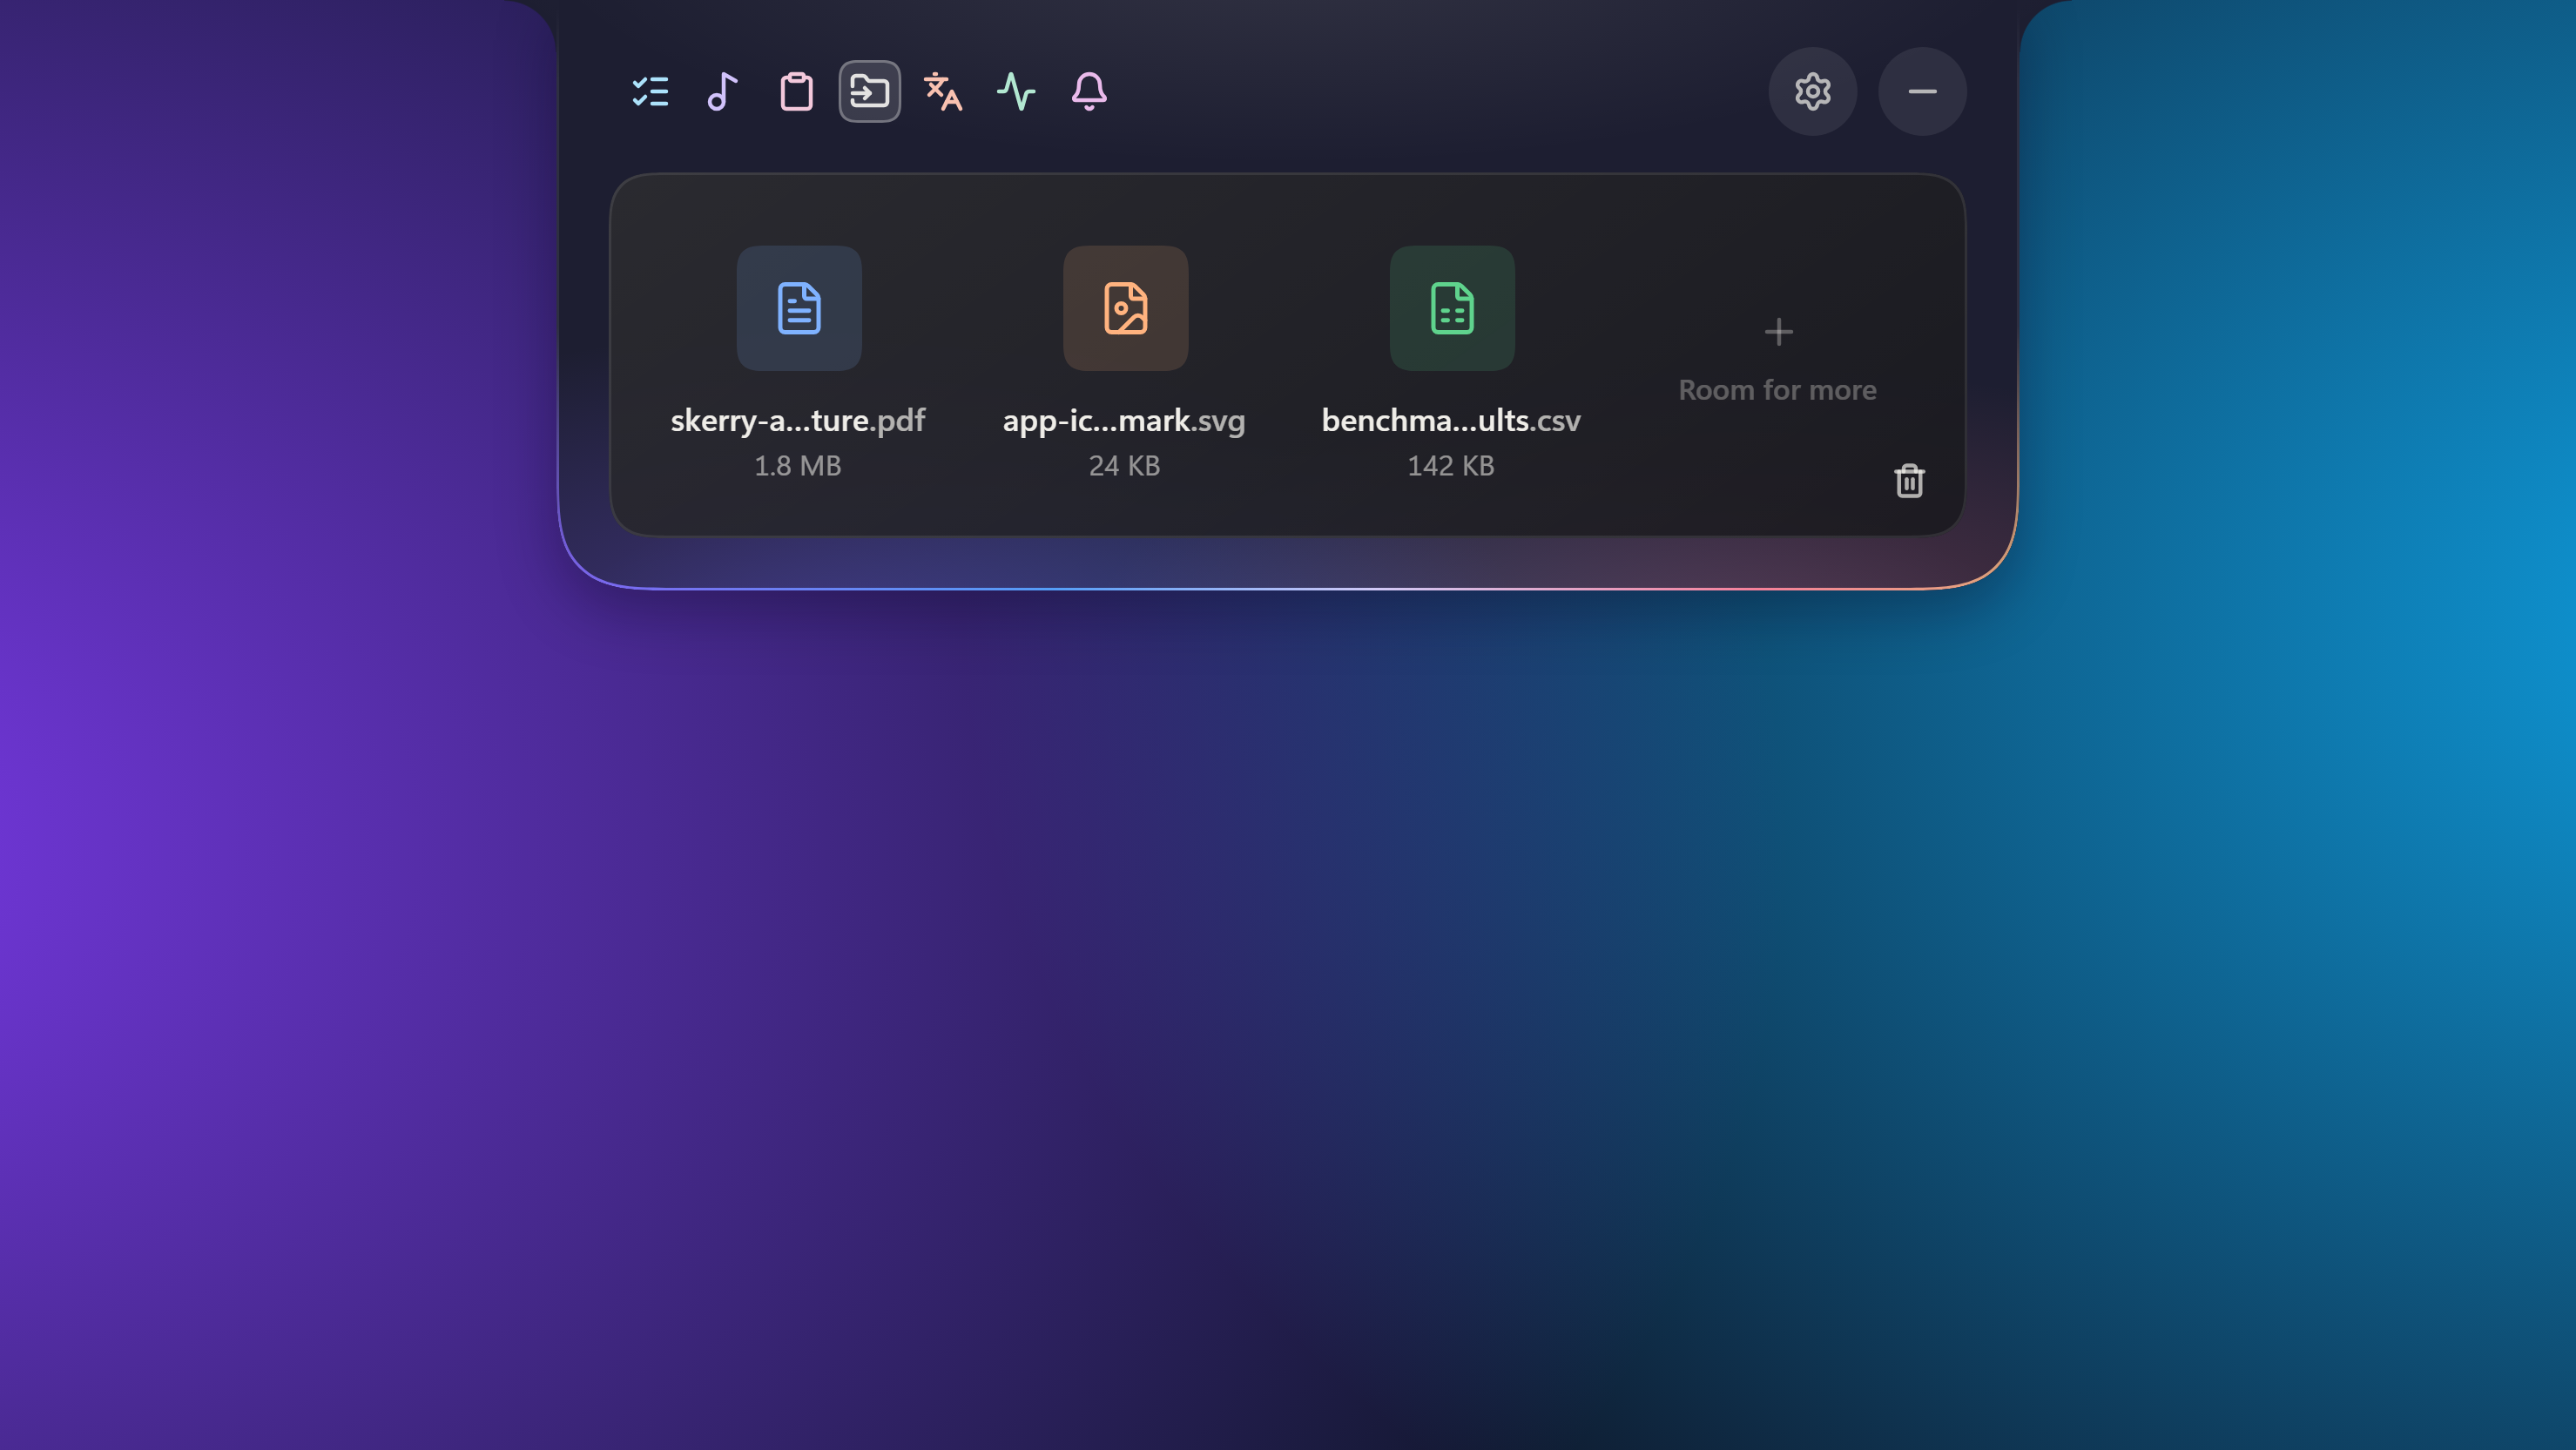 skerry-a...ture.pdf
1.8 MB
app-ic...mark.svg
24 KB
benchma...ults.csv
142 KB
Room for more